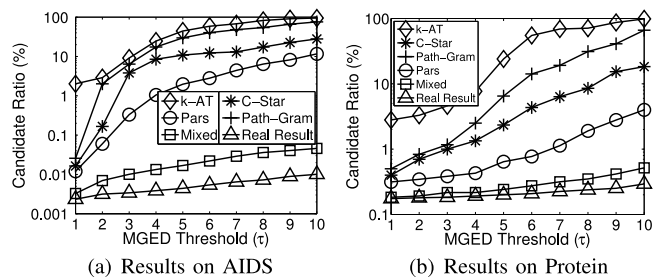 Candidate Ratio (%)
100
10
1
0.1
0.01
0.001
k-AT
Pars
Mixed
C-Star
Path-Gram
Real Result
1 2 3 4 5 6 7 8 9 10
MGED Threshold (τ)
(a) Results on AIDS
Candidate Ratio (%)
100
10
1
0.1
k-AT
C-Star
Path-Gram
Pars
Mixed
Real Result
1 2 3 4 5 6 7 8 9 10
MGED Threshold (τ)
(b) Results on Protein